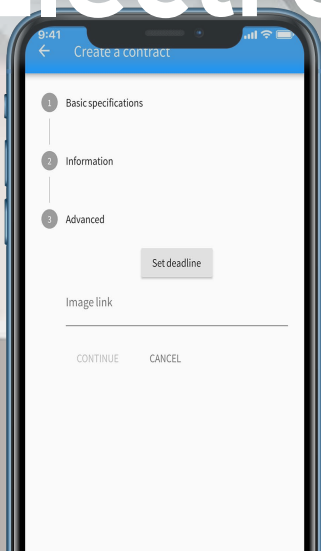 9:41
Create a contract
1 Basic specifications
2 Information
3 Advanced
Set deadline
Image link
CONTINUE CANCEL